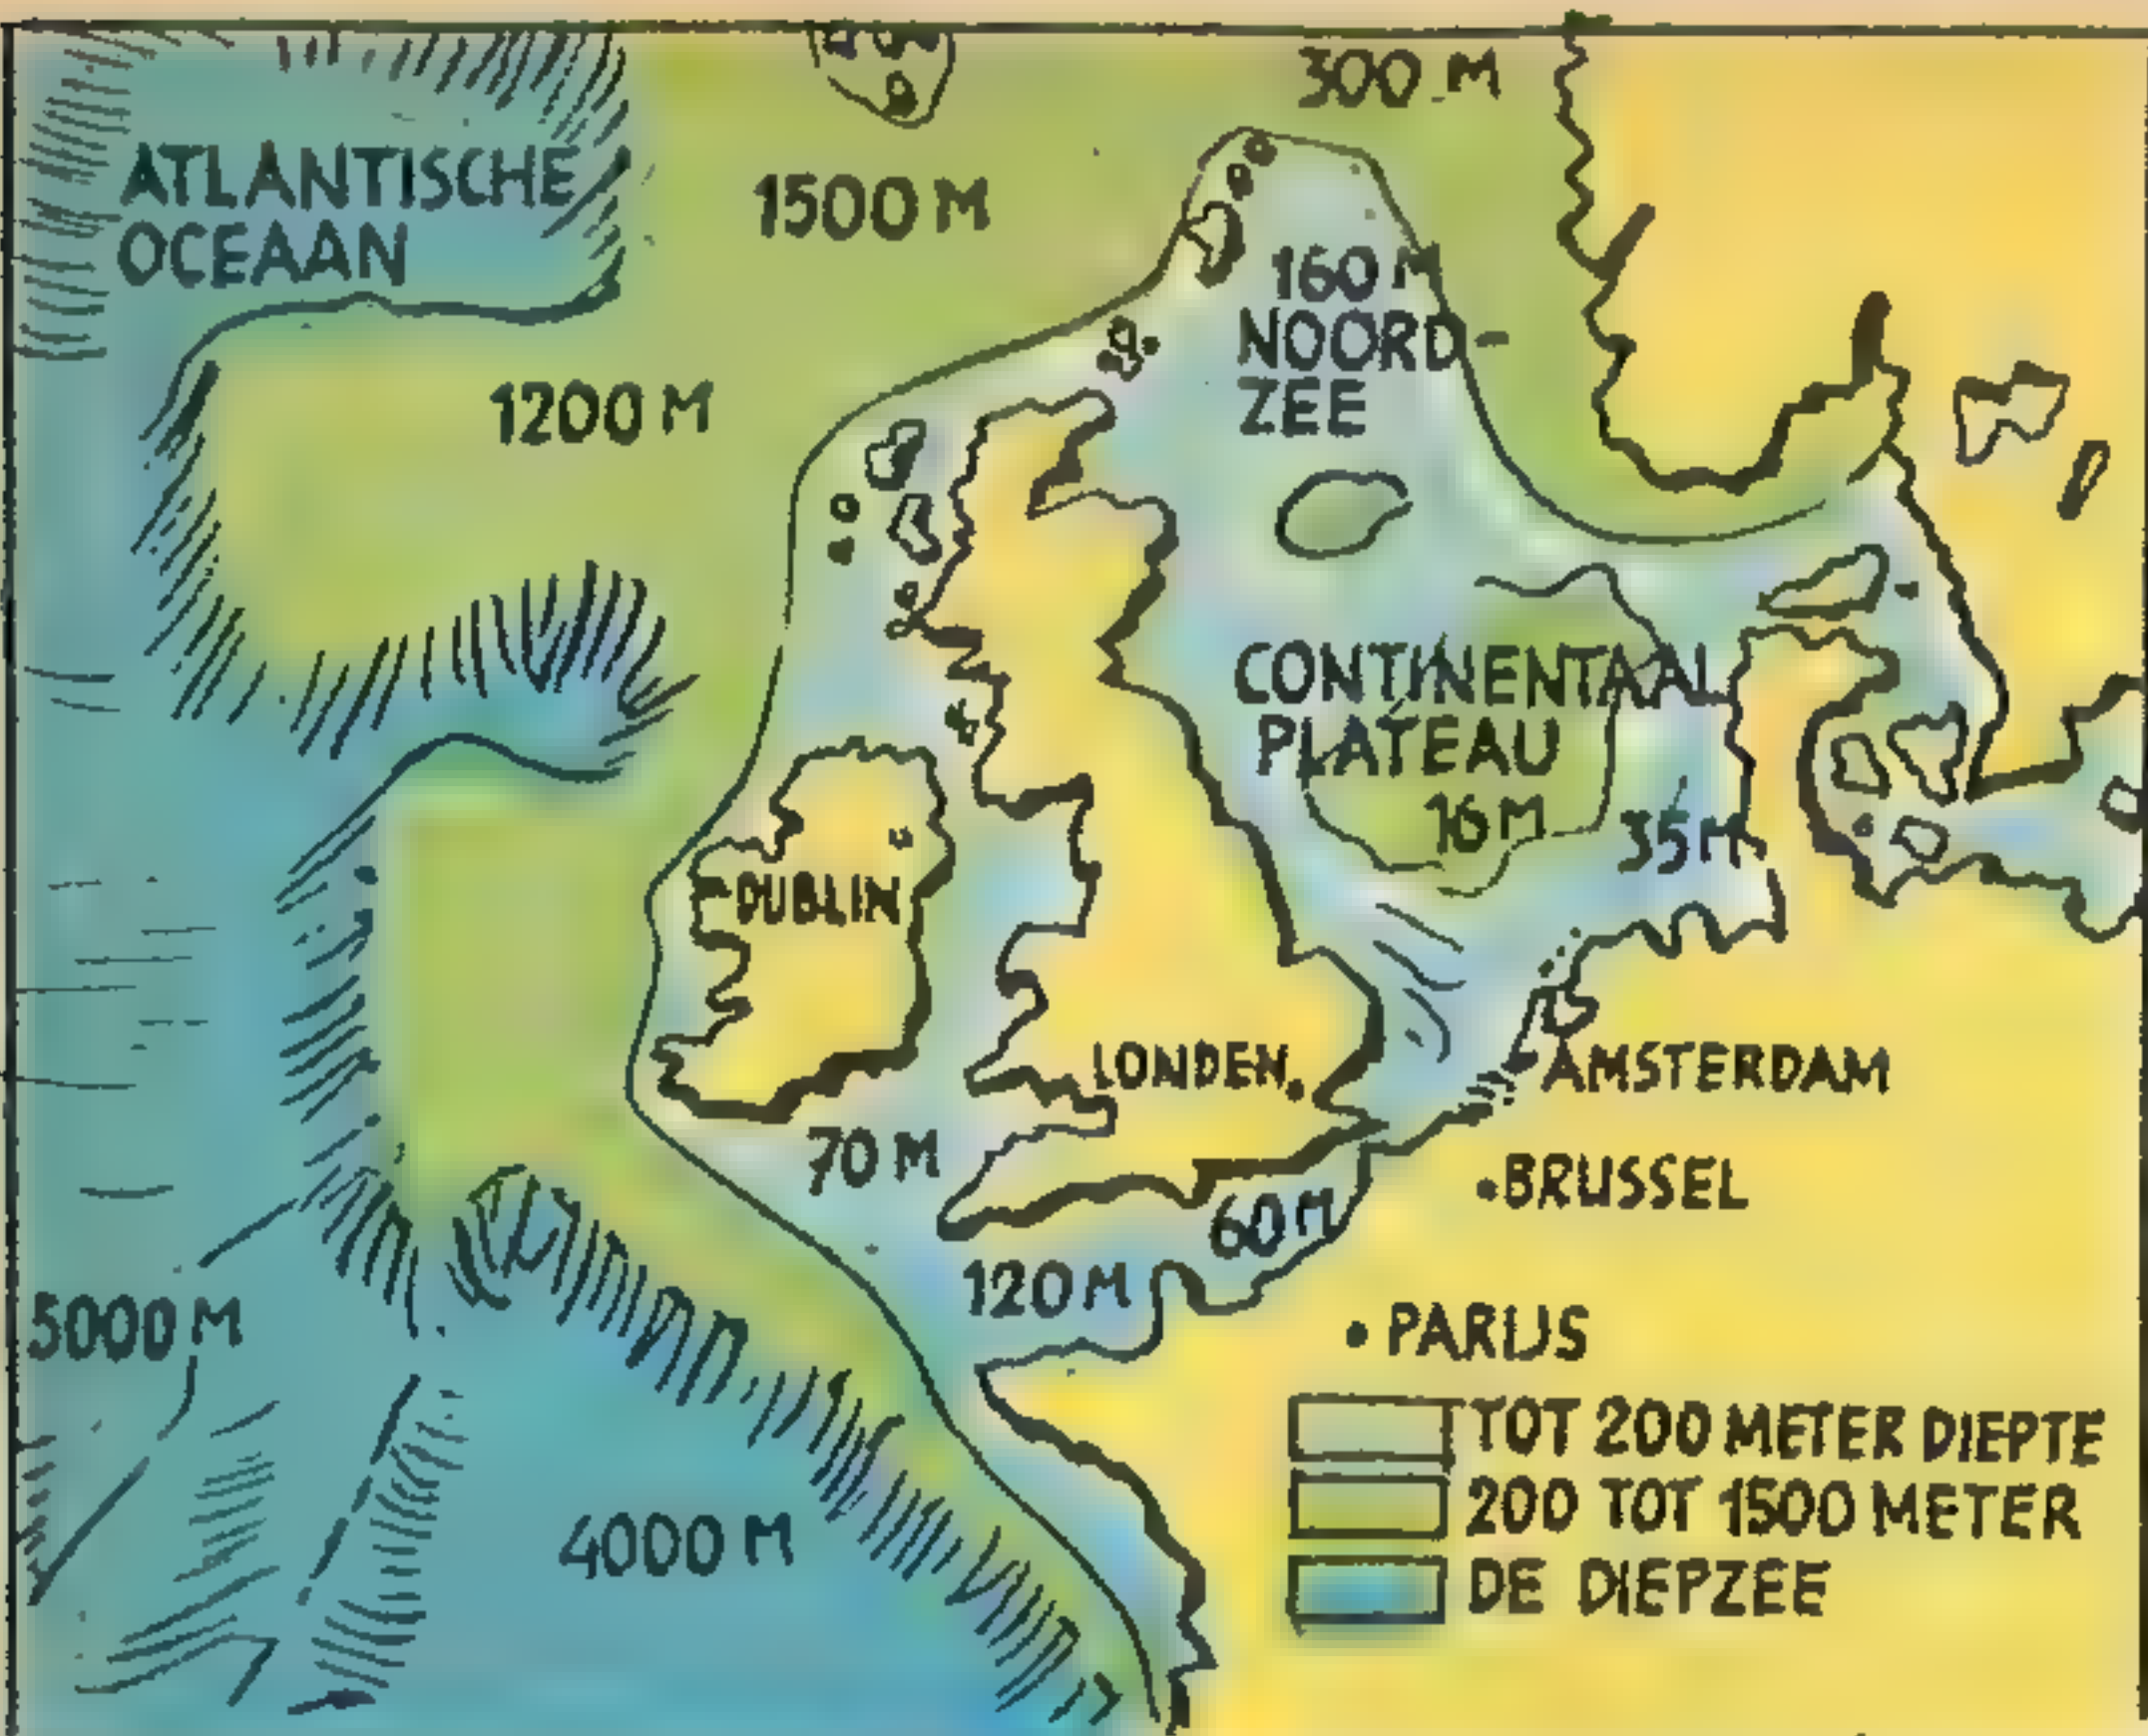 300 M
ATLANTISCHE
OCEAAN
1500 M
160 M
NOORD-
ZEE
1200 M
CONTINENTAAL
PLATEAU
16 M
35 M
DUBLIN
LONDEN
AMSTERDAM
70 M
BRUSSEL
60 M
120 M
5000 M
PARIJS
TOT 200 METER DIEPTE
200 TOT 1500 METER
4000 M
DE DIEPZEE